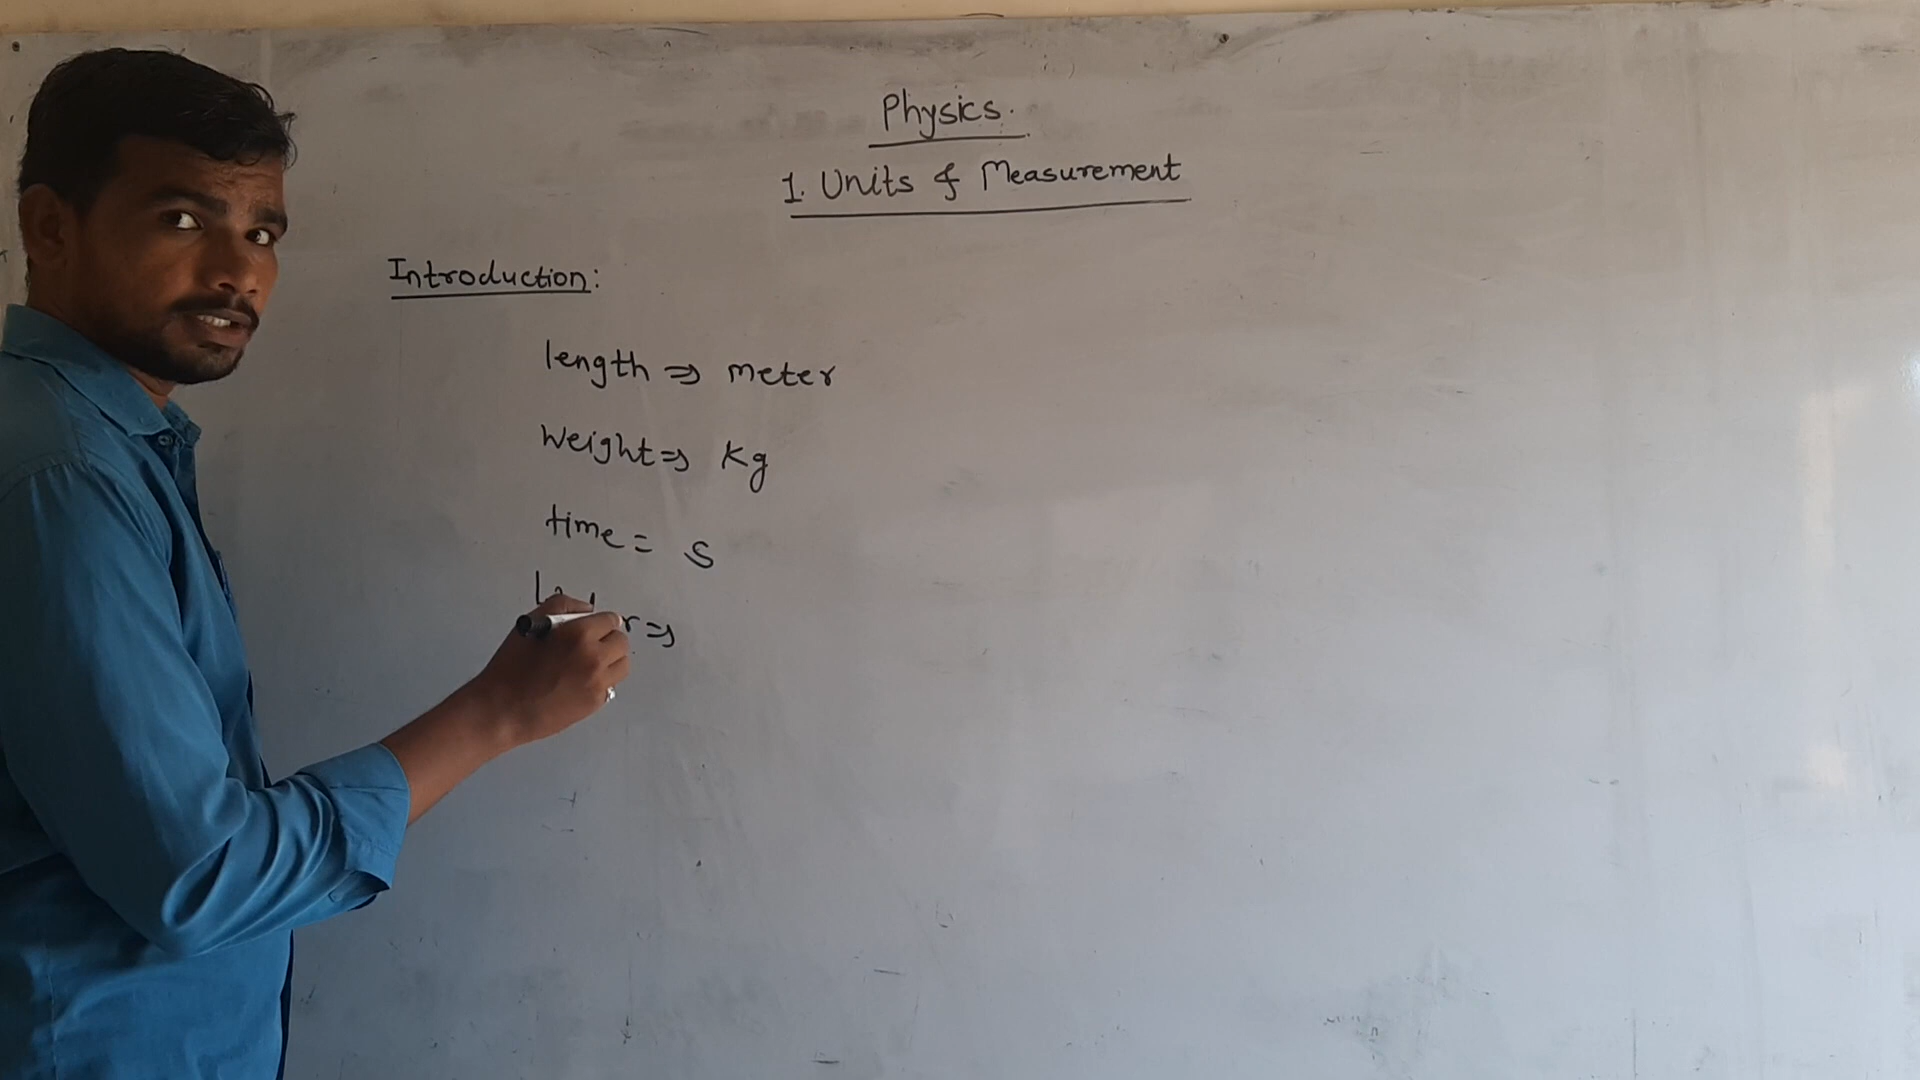 Physics.
1. Units & Measurement
Introduction:
length ⇒ meter
Weight ⇒ Kg
time = S
⇒